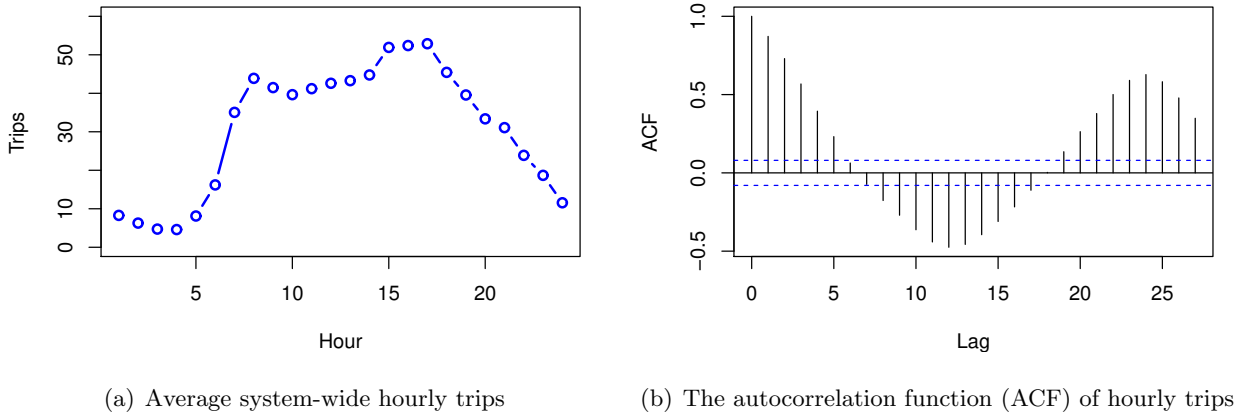 Trips
0 10 30 50
5 10 15 20
Hour
(a) Average system-wide hourly trips
ACF
−0.5 0.0 0.5 1.0
0 5 10 15 20 25
Lag
(b) The autocorrelation function (ACF) of hourly trips